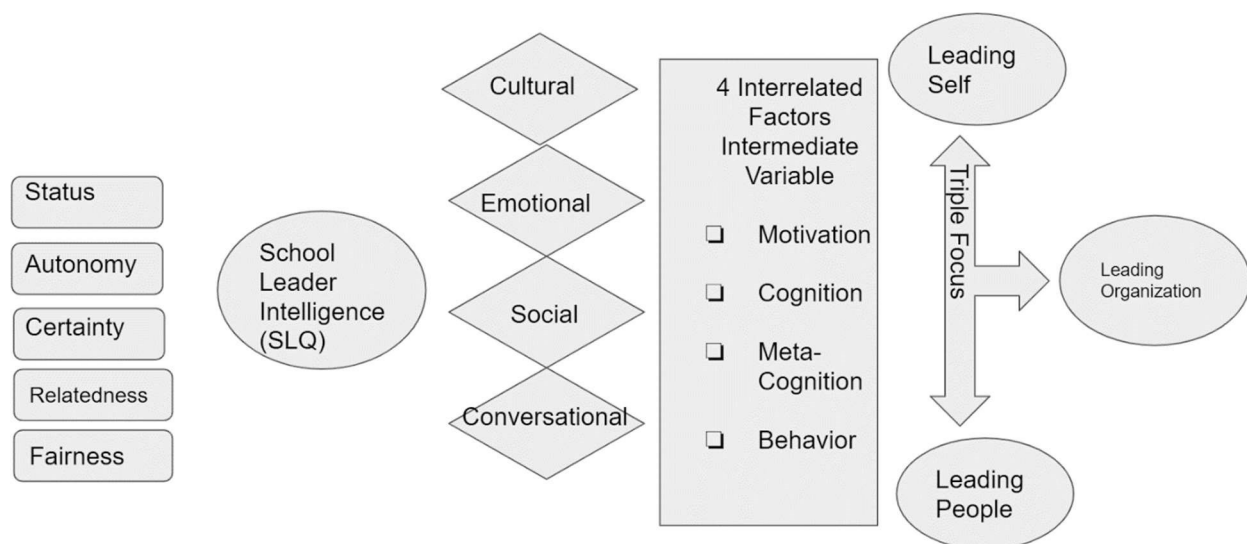 Status
Autonomy
Certainty
Relatedness
Fairness
School
Leader
Intelligence
(SLQ)
Cultural
Emotional
Social
Conversational
4 Interrelated
Factors
Intermediate
Variable
❏ Motivation
❏ Cognition
❏ Meta-
Cognition
❏ Behavior
Leading
Self
Triple Focus
Leading
Organization
Leading
People